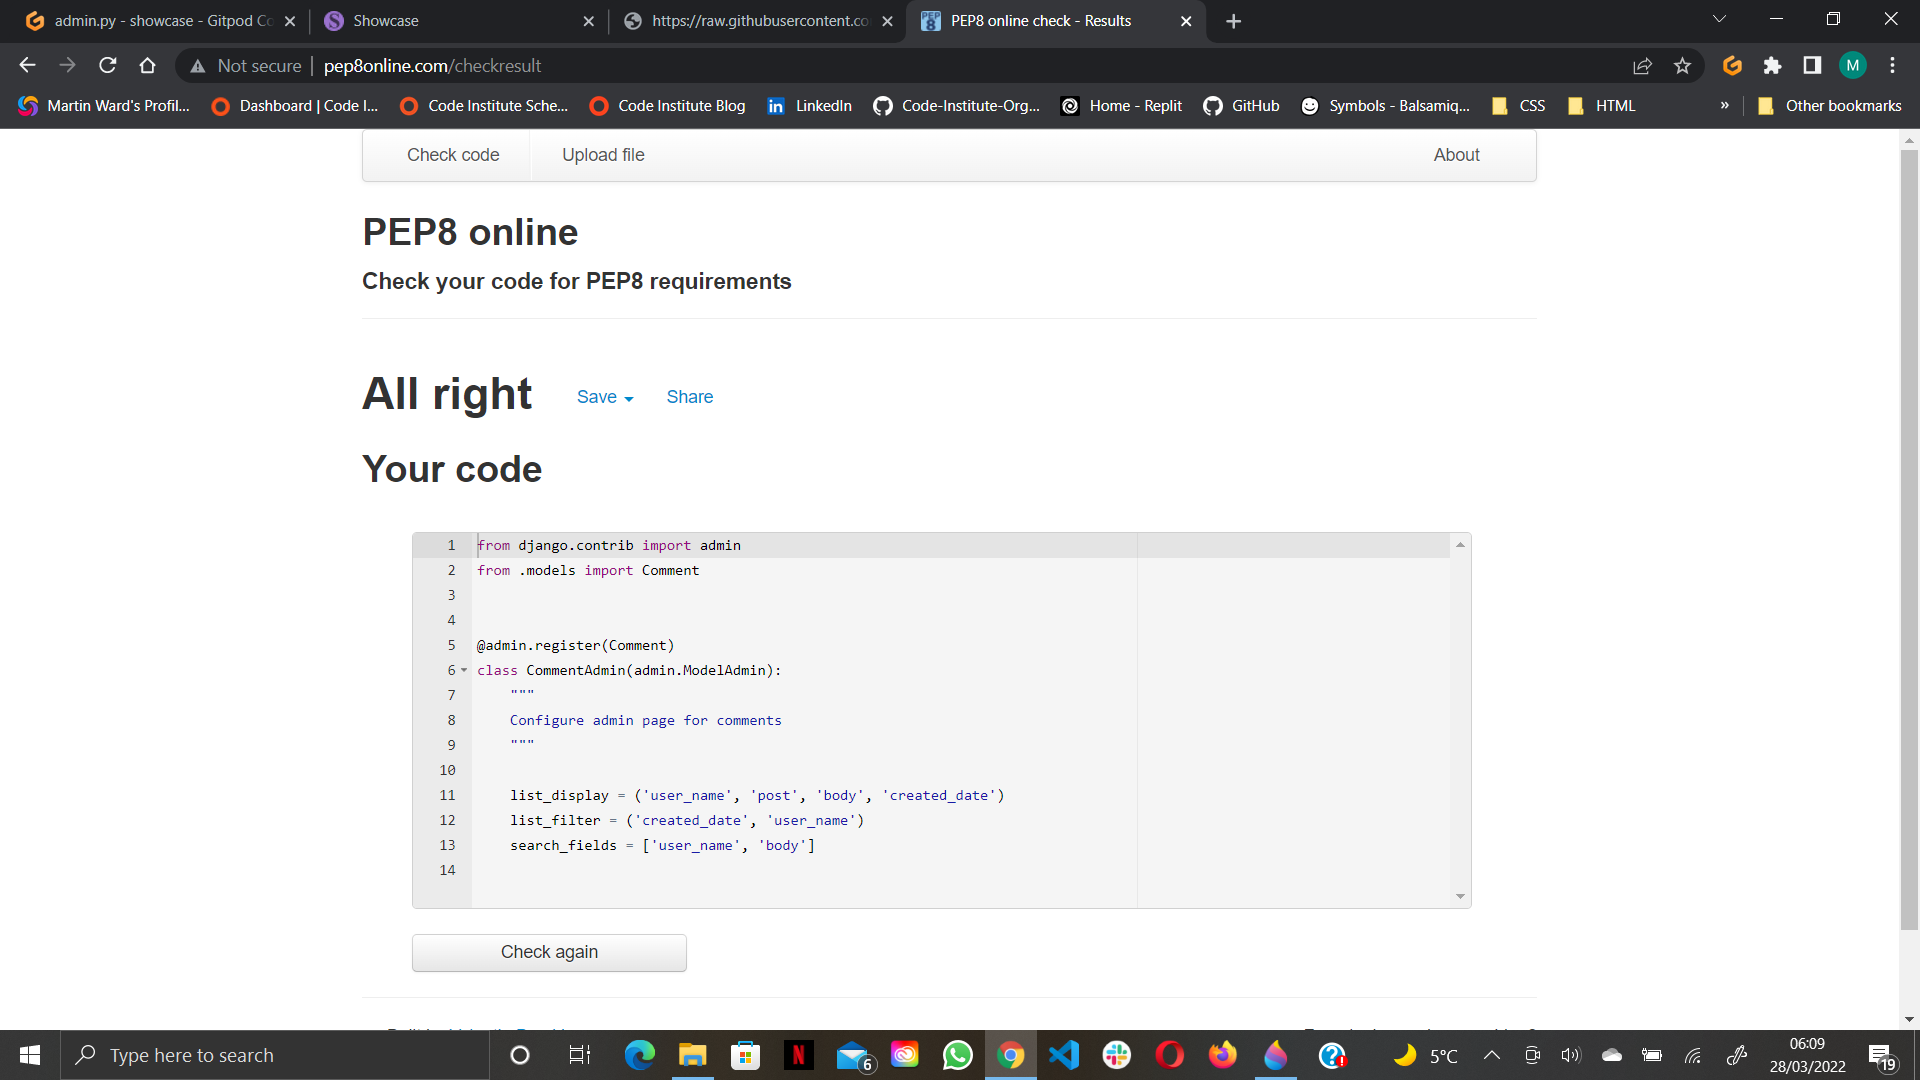 admin.py - showcase - Gitpod Co
Showcase
https://raw.githubusercontent.co
PEP8 online check - Results
Not secure
pep8online.com/checkresult
M
Martin Ward's Profil...
Dashboard | Code I...
Code Institute Sche...
Code Institute Blog
LinkedIn
Code-Institute-Org...
Home - Replit
GitHub
Symbols - Balsamiq...
CSS
HTML
»
Other bookmarks
Check code
Upload file
About
PEP8 online
Check your code for PEP8 requirements
All right
Save
Share
Your code
1 from django.contrib import admin
2 from .models import Comment
3
4
5 @admin.register(Comment)
6 class CommentAdmin(admin.ModelAdmin):
7 """
8 Configure admin page for comments
9 """
10
11 list_display = ('user_name', 'post', 'body', 'created_date')
12 list_filter = ('created_date', 'user_name')
13 search_fields = ['user_name', 'body']
14
Check again
Type here to search
6
5°C
06:09
28/03/2022
19